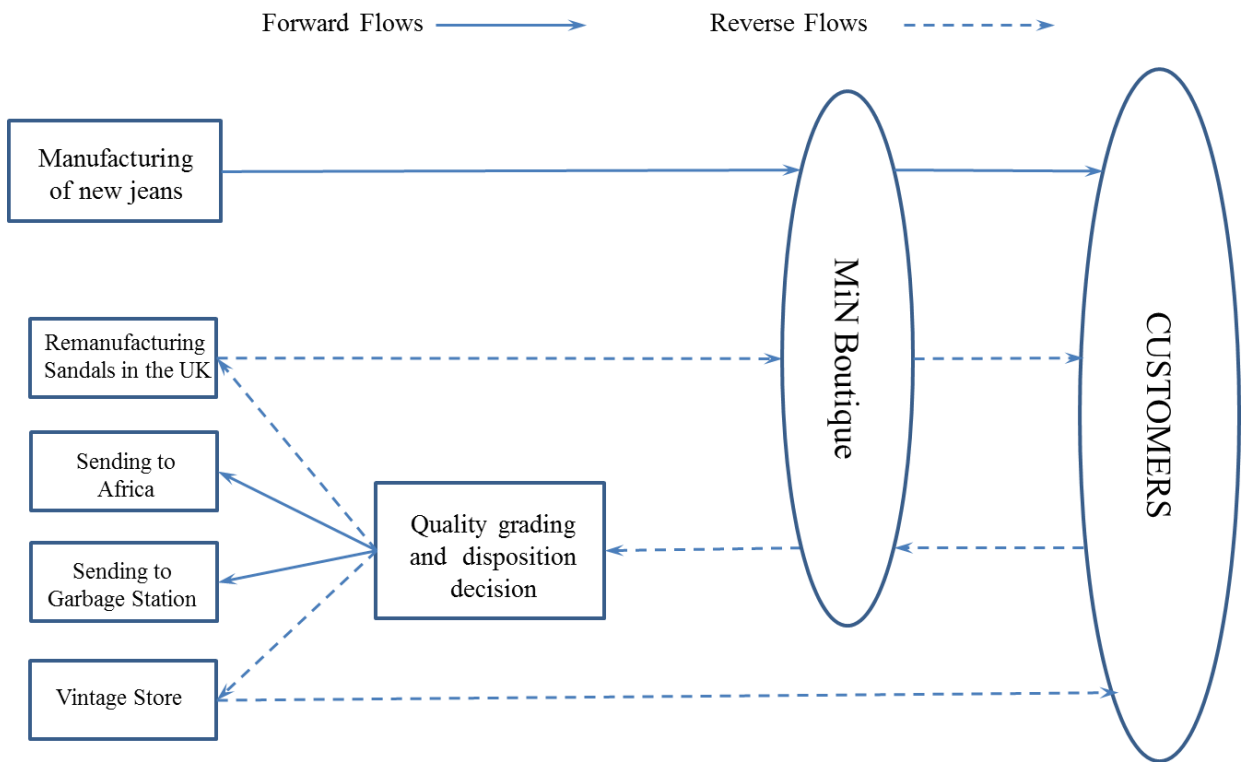 Forward Flows
Reverse Flows
Manufacturing
of new jeans
MiN Boutique
CUSTOMERS
Remanufacturing
Sandals in the UK
Sending to
Africa
Quality grading
and disposition
decision
Sending to
Garbage Station
Vintage Store